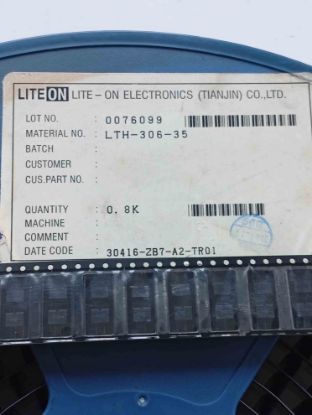 LITEON LITE - ON ELECTRONICS (TIANJIN) CO.,LTD.
LOT NO. : 0076099
MATERIAL NO. : LTH-306-35
BATCH :
CUSTOMER :
CUS.PART NO. :
QUANTITY : 0.8K
MACHINE :
COMMENT :
DATE CODE : 30416-ZB7-A2-TR01